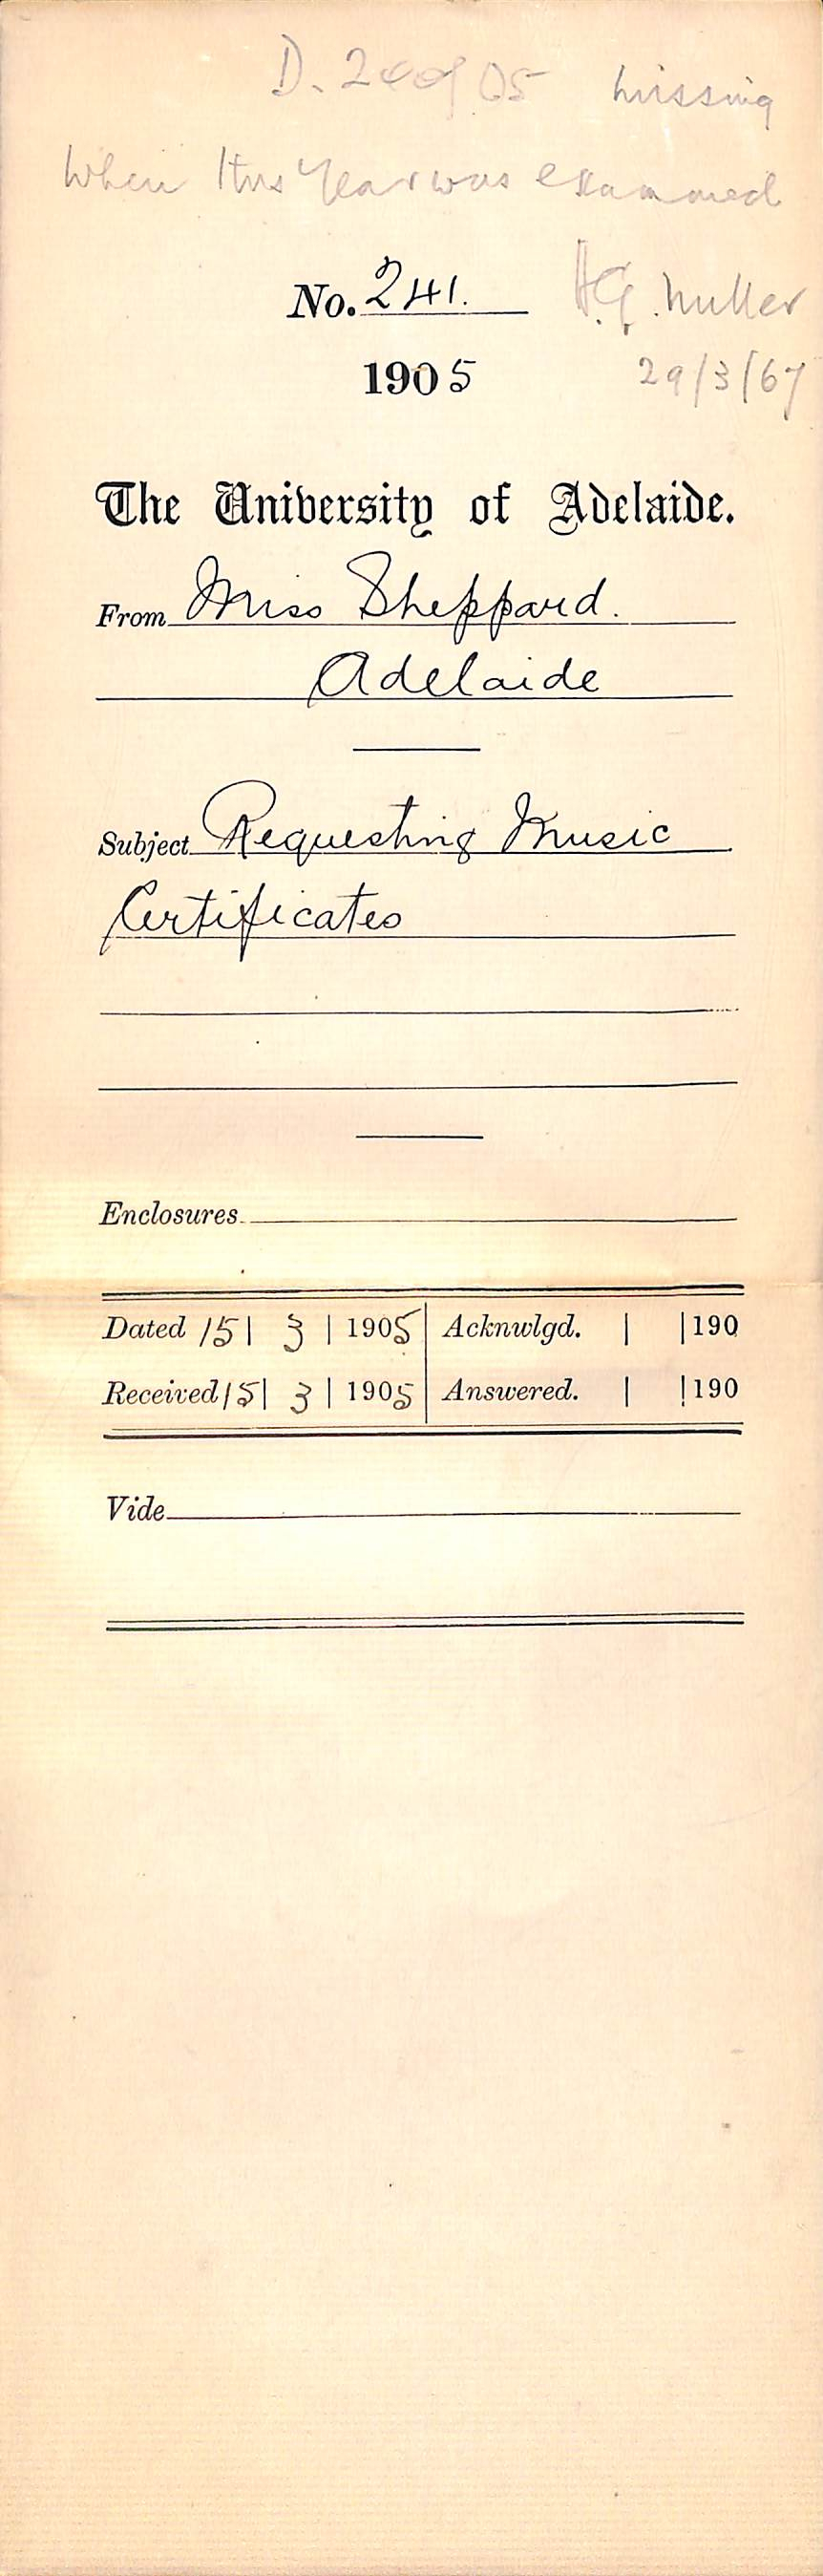 D. 240 of 05 missing
when this year was examined
No. 241.
H.G. Muller
1905
29/3/67
The University of Adelaide.
From Miss Sheppard.
Adelaide
Subject Requesting Music
Certificates
Enclosures
Dated 15 | 3 | 1905 Acknwlgd. | | 190
Received 15 | 3 | 1905 Answered. | | 190
Vide